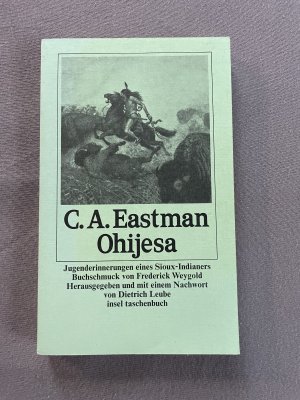 C. A. Eastman
Ohijesa
Jugenderinnerungen eines Sioux-Indianers
Buchschmuck von Frederick Weygold
Herausgegeben und mit einem Nachwort
von Dietrich Leube
insel taschenbuch